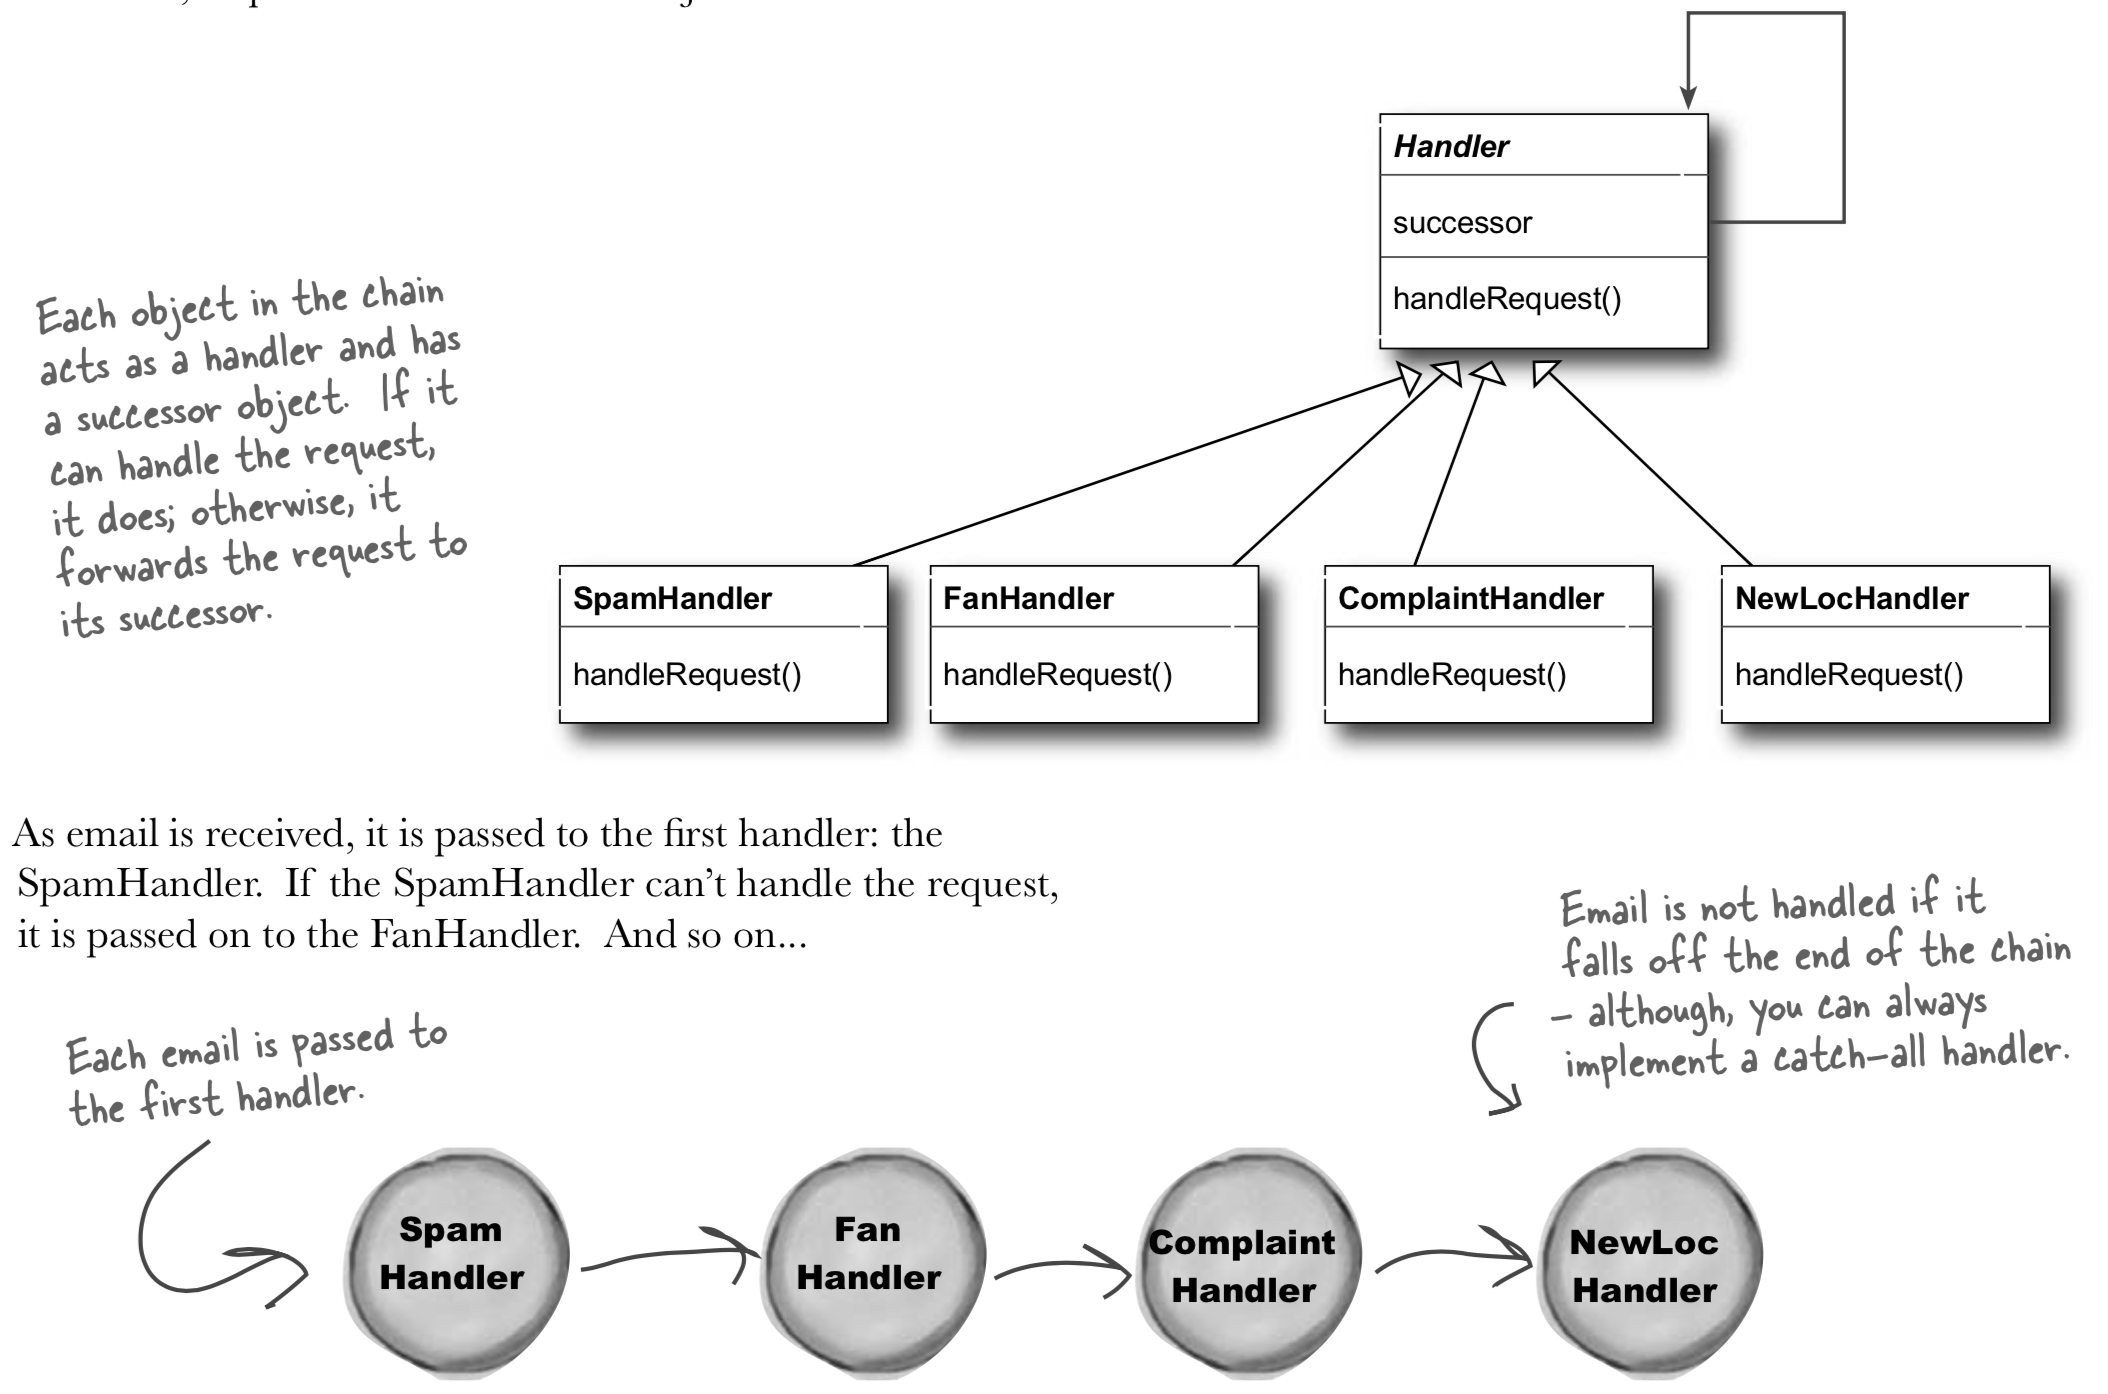 Handler
successor
handleRequest()
Each object in the chain
acts as a handler and has
a successor object.  If it
can handle the request,
it does; otherwise, it
forwards the request to
its successor.
SpamHandler
handleRequest()
FanHandler
handleRequest()
ComplaintHandler
handleRequest()
NewLocHandler
handleRequest()
As email is received, it is passed to the first handler: the
SpamHandler.  If the SpamHandler can't handle the request,
it is passed on to the FanHandler.  And so on...
Email is not handled if it
falls off the end of the chain
– although, you can always
implement a catch-all handler.
Each email is passed to
the first handler.
Spam
Handler
Fan
Handler
Complaint
Handler
NewLoc
Handler